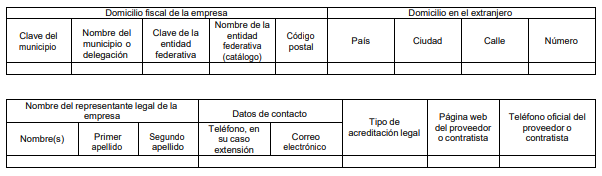 Domicilio fiscal de la empresa Domicilio en el extranjero
Clave del
municipio
Nombre del
municipio o
delegación
Clave de la
entidad
federativa
Nombre de la
entidad
federativa
(catálogo)
Código
postal
País
Ciudad
Calle
Número
Nombre del representante legal de la
empresa
Datos de contacto
Tipo de
acreditación legal
Página web
del proveedor
o contratista
Teléfono oficial del
proveedor o
contratista
Nombre(s)
Primer
apellido
Segundo
apellido
Teléfono, en
su caso
extensión
Correo
electrónico